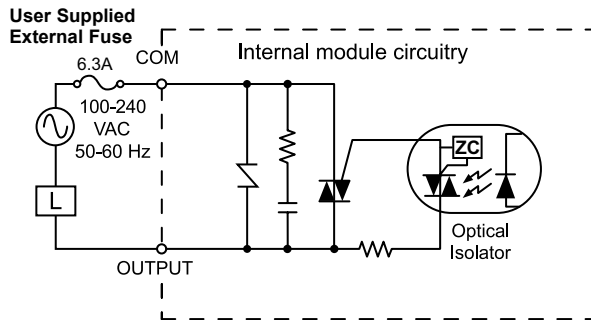 User Supplied
External Fuse
COM
Internal module circuitry
6.3A
100-240
VAC
50-60 Hz
ZC
L
Optical
Isolator
OUTPUT